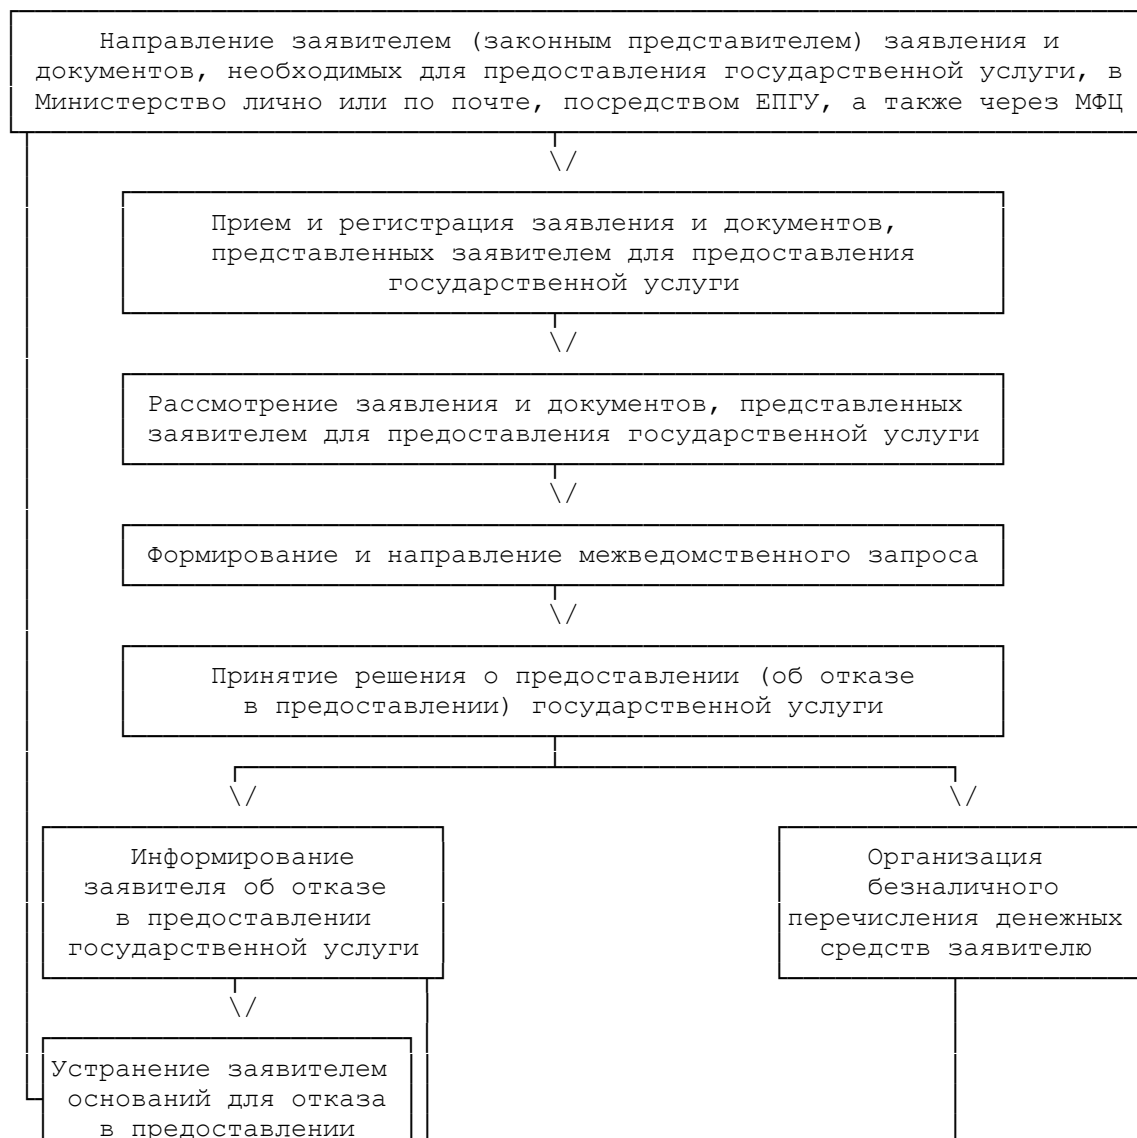 Направление заявителем (законным представителем) заявления и
документов, необходимых для предоставления государственной услуги, в
Министерство лично или по почте, посредством ЕПГУ, а также через МФЦ
Прием и регистрация заявления и документов,
представленных заявителем для предоставления
государственной услуги
Рассмотрение заявления и документов, представленных
заявителем для предоставления государственной услуги
Формирование и направление межведомственного запроса
Принятие решения о предоставлении (об отказе
в предоставлении) государственной услуги
Информирование
заявителя об отказе
в предоставлении
государственной услуги
Организация
безналичного
перечисления денежных
средств заявителю
Устранение заявителем
оснований для отказа
в предоставлении